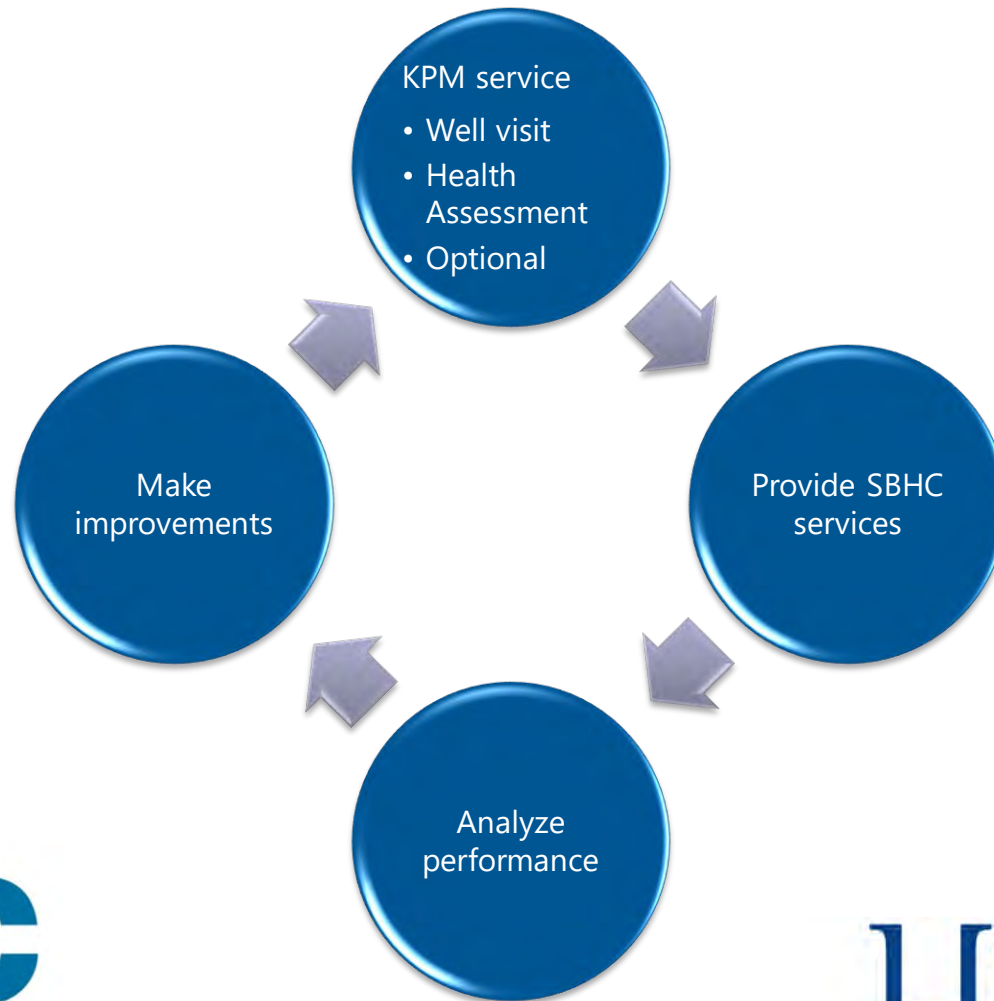 KPM service
• Well visit
• Health
Assessment
• Optional
Make
improvements
Provide SBHC
services
Analyze
performance